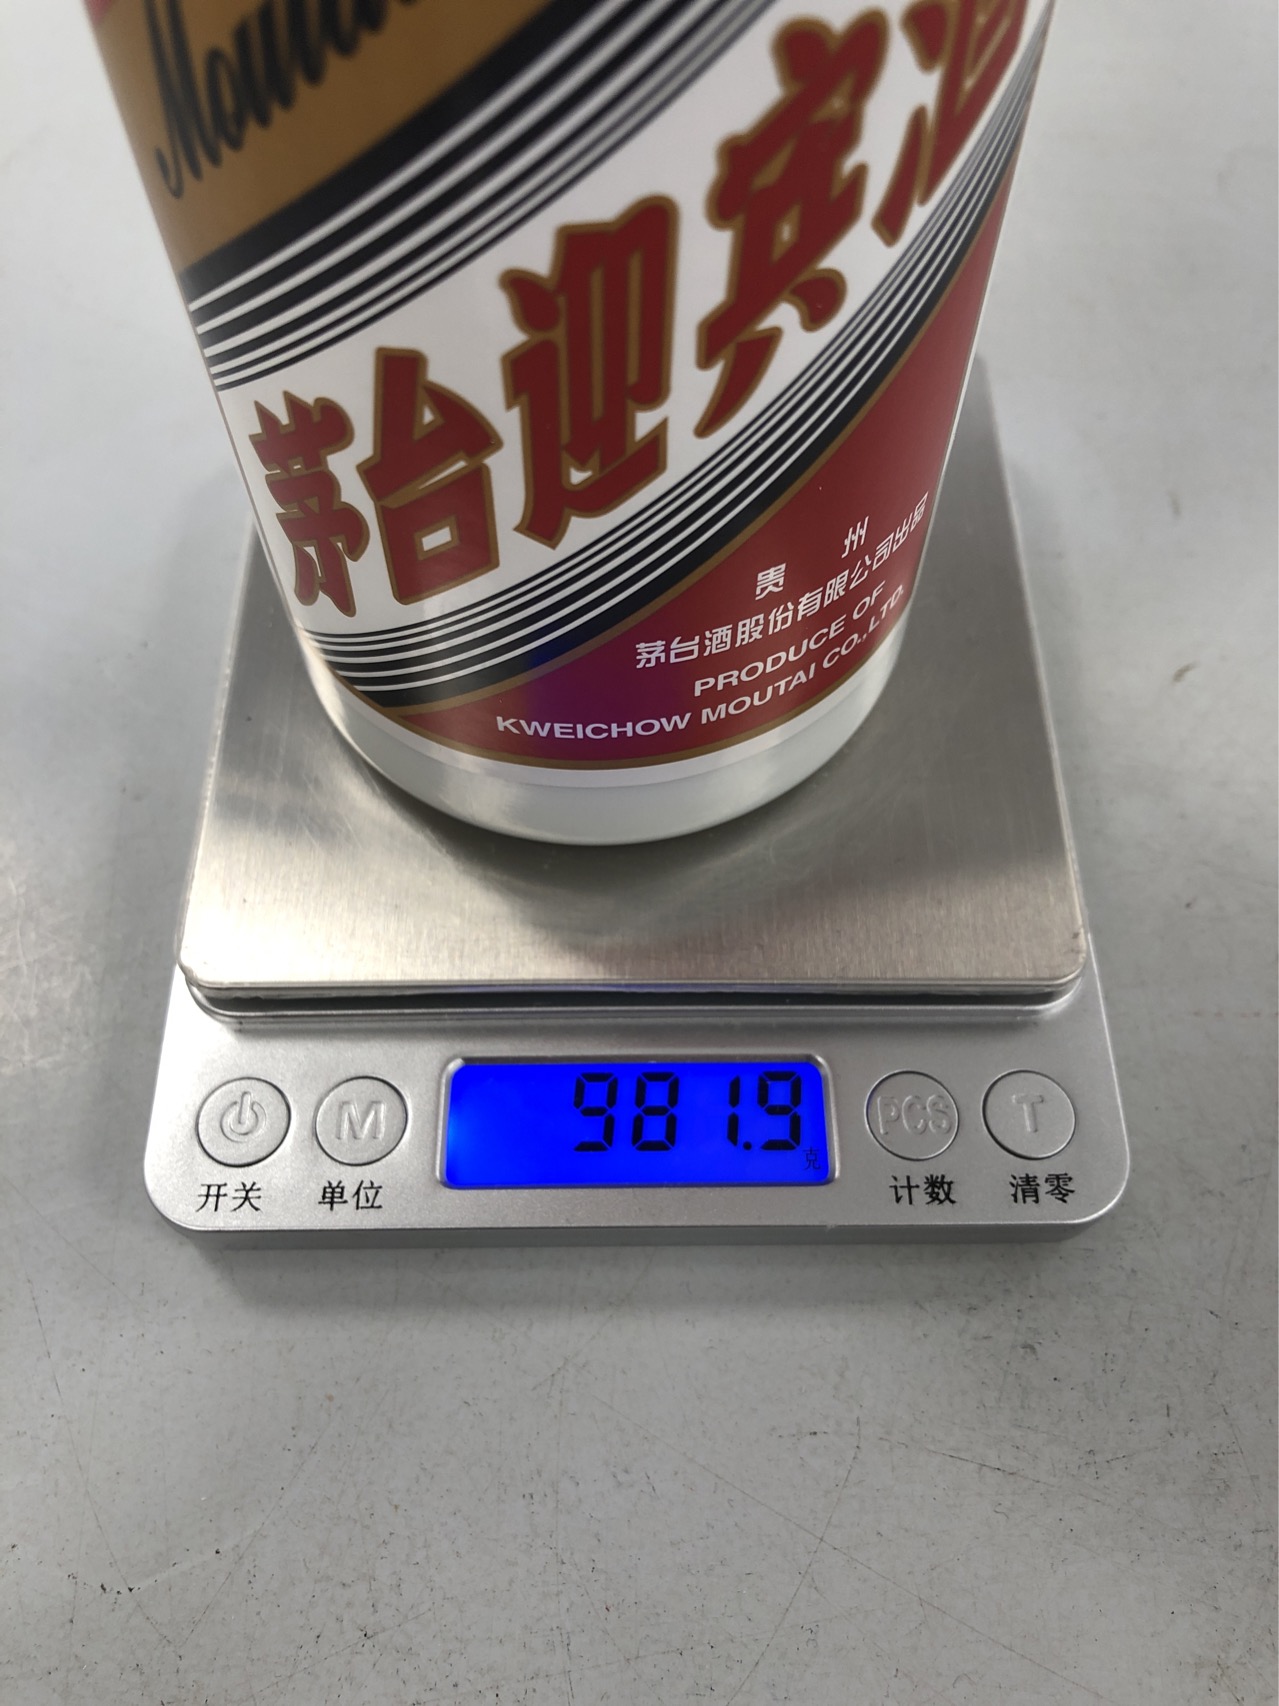 Moutai
茅台迎宾酒
贵州
茅台酒股份有限公司出品
PRODUCE OF
KWEICHOW MOUTAI CO.,LTD.
981.9
克
M
PCS
T
开关
单位
计数
清零